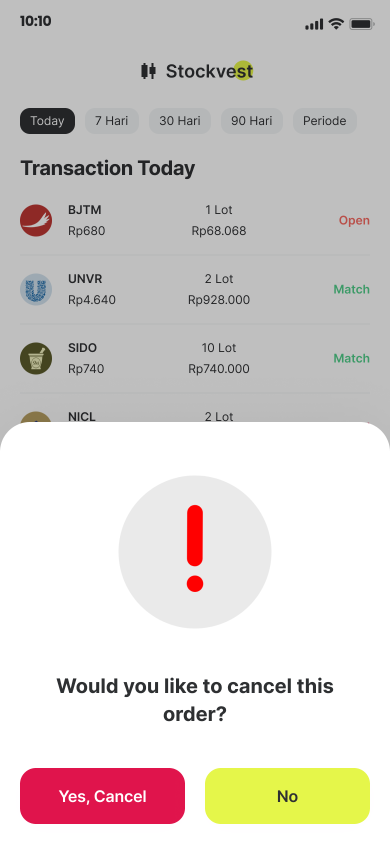 10:10
Stockvest
Today 7 Hari 30 Hari 90 Hari Periode
Transaction Today
BJTM 1 Lot
Rp680 Rp68.068 Open
UNVR 2 Lot
Rp4.640 Rp928.000 Match
SIDO 10 Lot
Rp740 Rp740.000 Match
NICL 2 Lot
Would you like to cancel this
order?
Yes, Cancel No